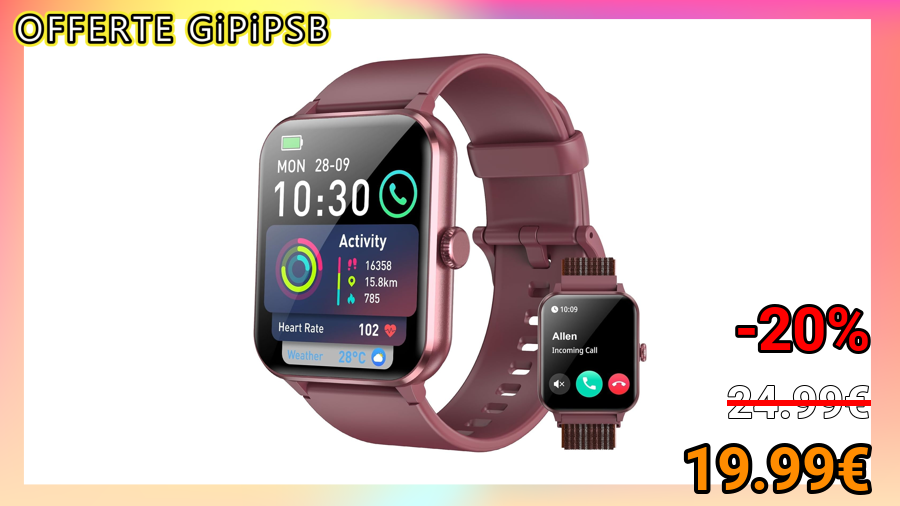 OFFERTE GiPiPSB
MON 28-09
10:30
Activity
16358
15.8km
785
Heart Rate 102
Weather 28°C
10:09
Allen
Incoming Call
-20%
24.99€
19.99€